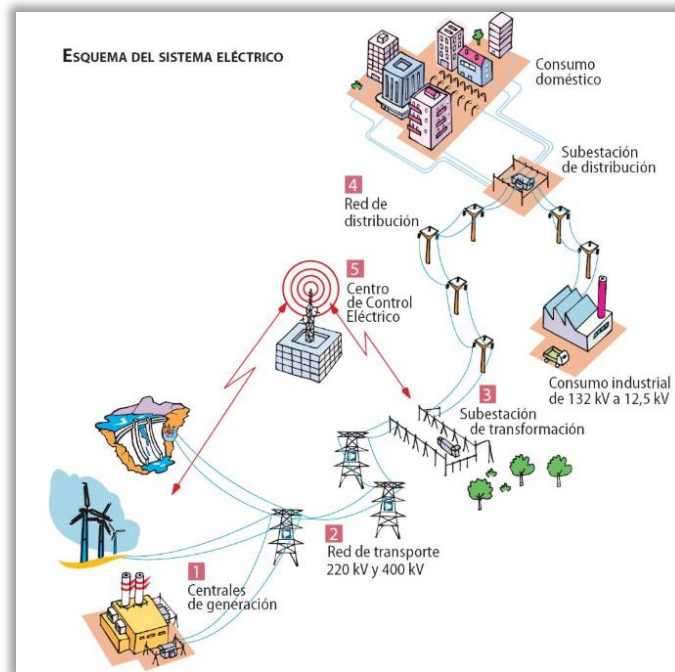 ESQUEMA DEL SISTEMA ELÉCTRICO
Consumo
doméstico
Subestación
de distribución
4
Red de
distribución
5
Centro
de Control
Eléctrico
Consumo industrial
de 132 kV a 12,5 kV
3
Subestación
de transformación
2
Red de transporte
220 kV y 400 kV
1
Centrales
de generación